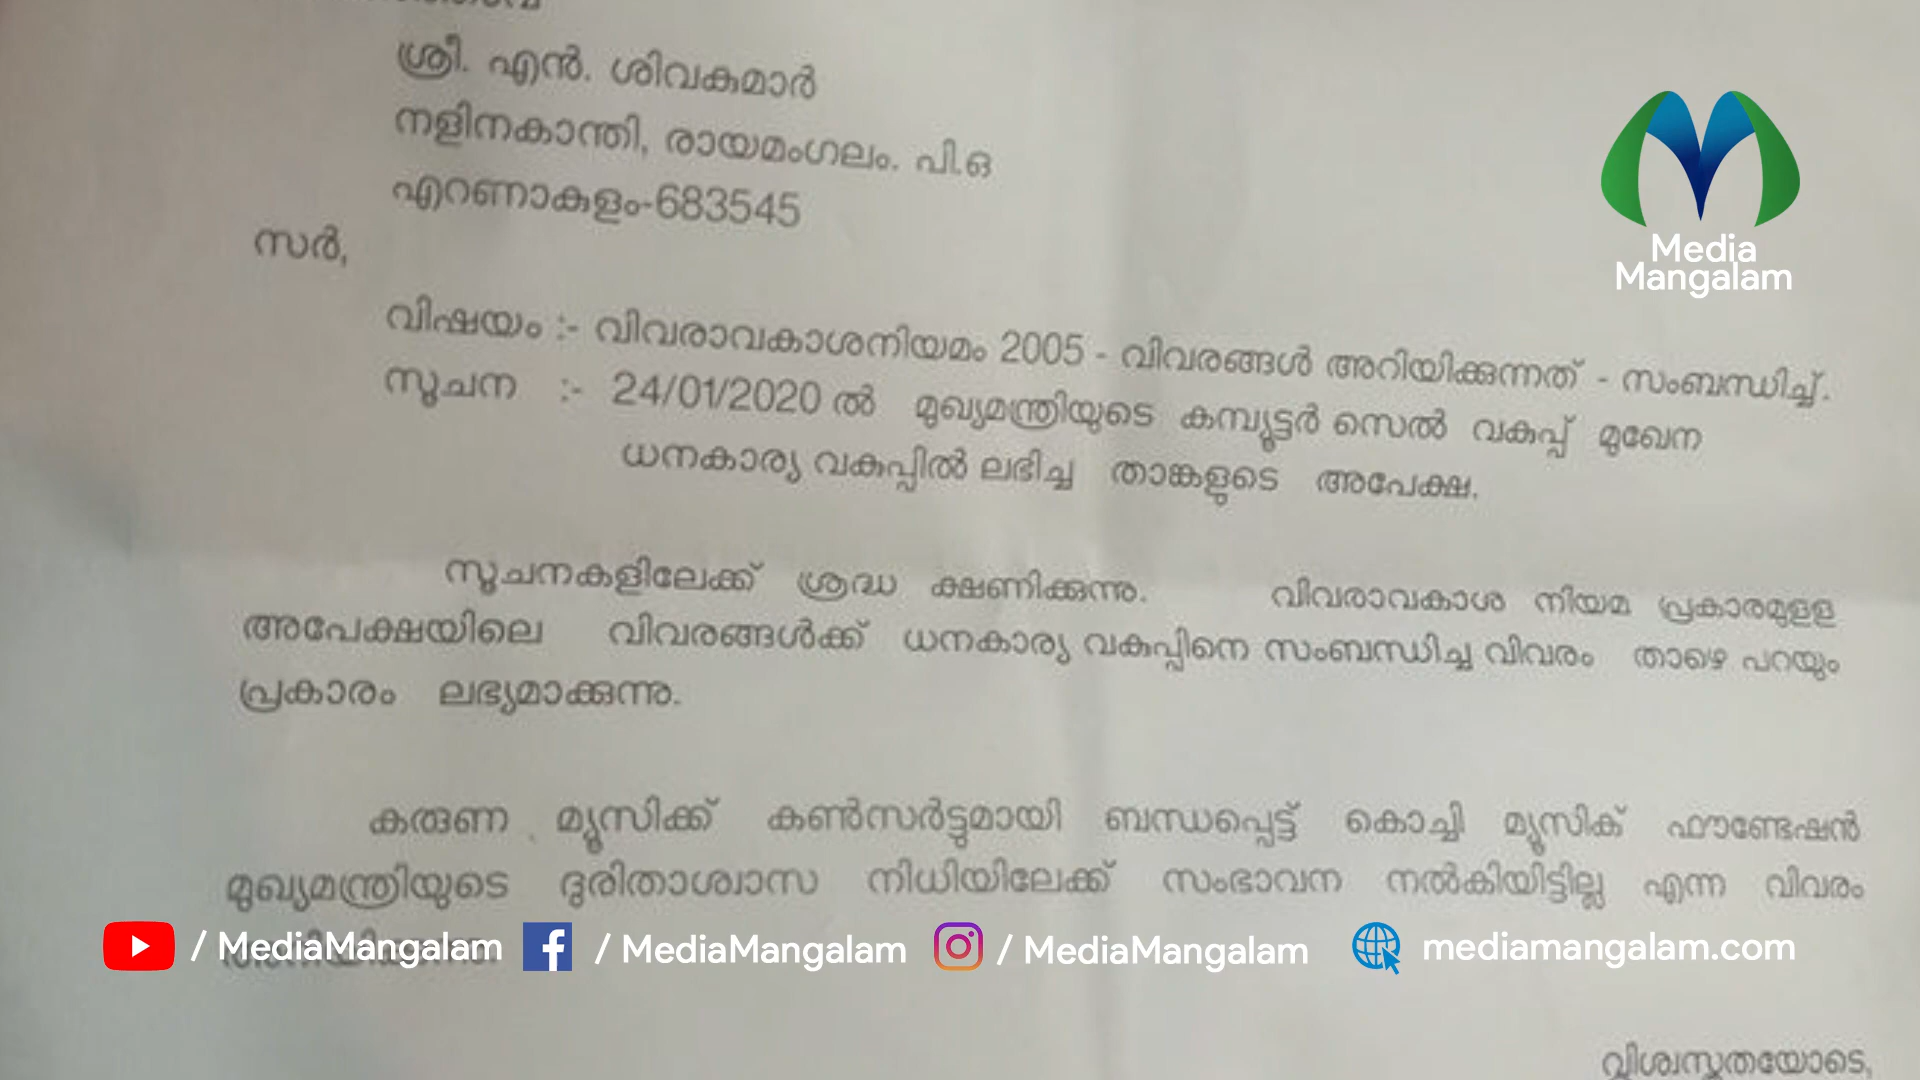 ശ്രീ. എൻ. ശിവകുമാർ
നളിനകാന്തി, രായമംഗലം. പി.ഒ
എറണാകുളം-683545
സർ,
Media
Mangalam
വിഷയം :- വിവരാവകാശനിയമം 2005 - വിവരങ്ങൾ അറിയിക്കുന്നത് - സംബന്ധിച്ച്.
സൂചന :- 24/01/2020 ൽ മുഖ്യമന്ത്രിയുടെ കമ്പ്യൂട്ടർ സെൽ വകുപ്പ് മുഖേന
ധനകാര്യ വകുപ്പിൽ ലഭിച്ച താങ്കളുടെ അപേക്ഷ.
സൂചനകളിലേക്ക് ശ്രദ്ധ ക്ഷണിക്കുന്നു. വിവരാവകാശ നിയമ പ്രകാരമുളള
അപേക്ഷയിലെ വിവരങ്ങൾക്ക് ധനകാര്യ വകുപ്പിനെ സംബന്ധിച്ച വിവരം താഴെ പറയും
പ്രകാരം ലഭ്യമാക്കുന്നു.
കരുണ മ്യൂസിക്ക് കൺസർട്ടുമായി ബന്ധപ്പെട്ട് കൊച്ചി മ്യൂസിക് ഫൗണ്ടേഷൻ
മുഖ്യമന്ത്രിയുടെ ദുരിതാശ്വാസ നിധിയിലേക്ക് സംഭാവന നൽകിയിട്ടില്ല എന്ന വിവരം
/ MediaMangalam / MediaMangalam / MediaMangalam mediamangalam.com
വിശ്വസ്തതയോടെ,